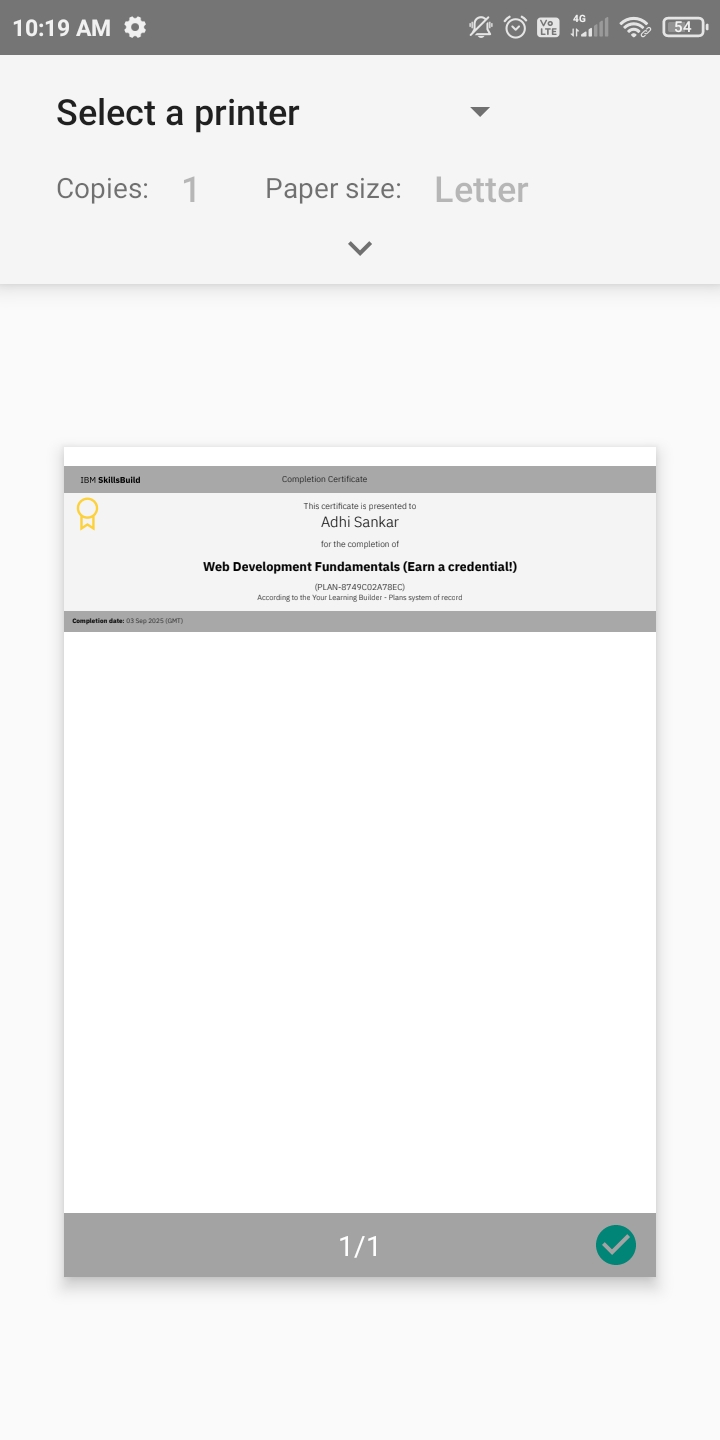 10:19 AM
Vo
LTE
4G
54
Select a printer
Copies: 1 Paper size: Letter
IBM SkillsBuild Completion Certificate
This certificate is presented to
Adhi Sankar
for the completion of
Web Development Fundamentals (Earn a credential!)
(PLAN-8749C02A78EC)
According to the Your Learning Builder - Plans system of record
Completion date: 03 Sep 2025 (GMT)
1/1